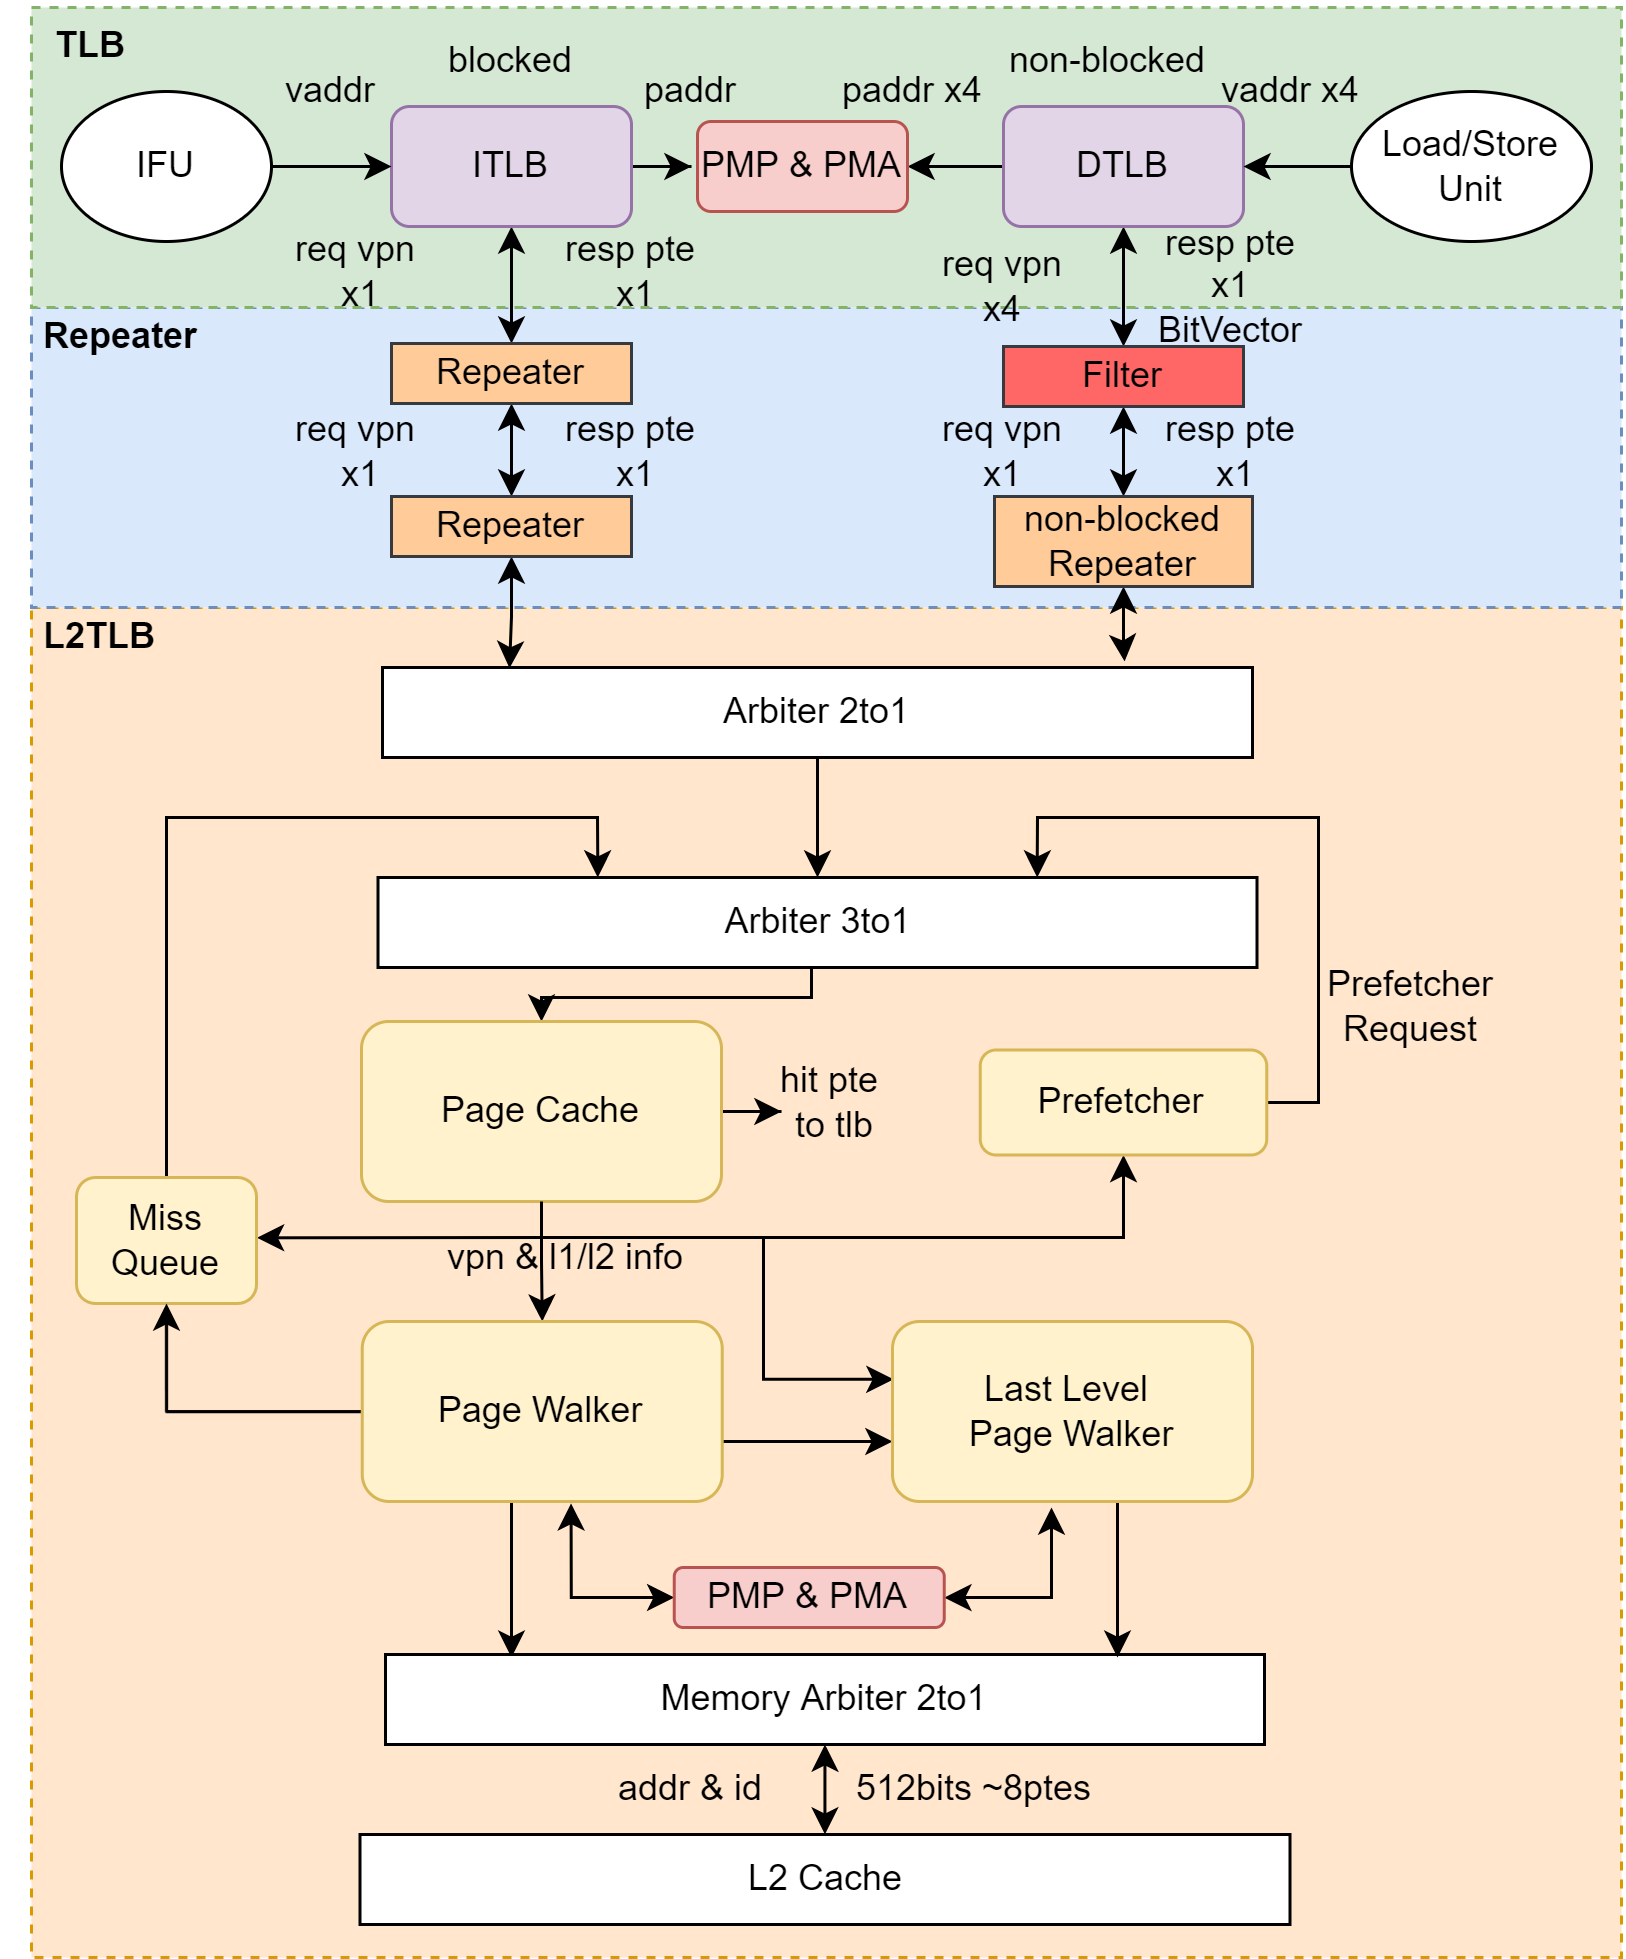 TLB
blocked
non-blocked
vaddr
paddr
paddr x4
vaddr x4
IFU
ITLB
PMP & PMA
DTLB
Load/Store
Unit
req vpn
x1
resp pte
x1
req vpn
x4
resp pte
x1
Repeater
BitVector
Repeater
Filter
req vpn
x1
resp pte
x1
req vpn
x1
resp pte
x1
Repeater
non-blocked
Repeater
L2TLB
Arbiter 2to1
Arbiter 3to1
Prefetcher
Request
Page Cache
hit pte
to tlb
Prefetcher
Miss
Queue
vpn & l1/l2 info
Page Walker
Last Level
Page Walker
PMP & PMA
Memory Arbiter 2to1
addr & id
512bits ~8ptes
L2 Cache